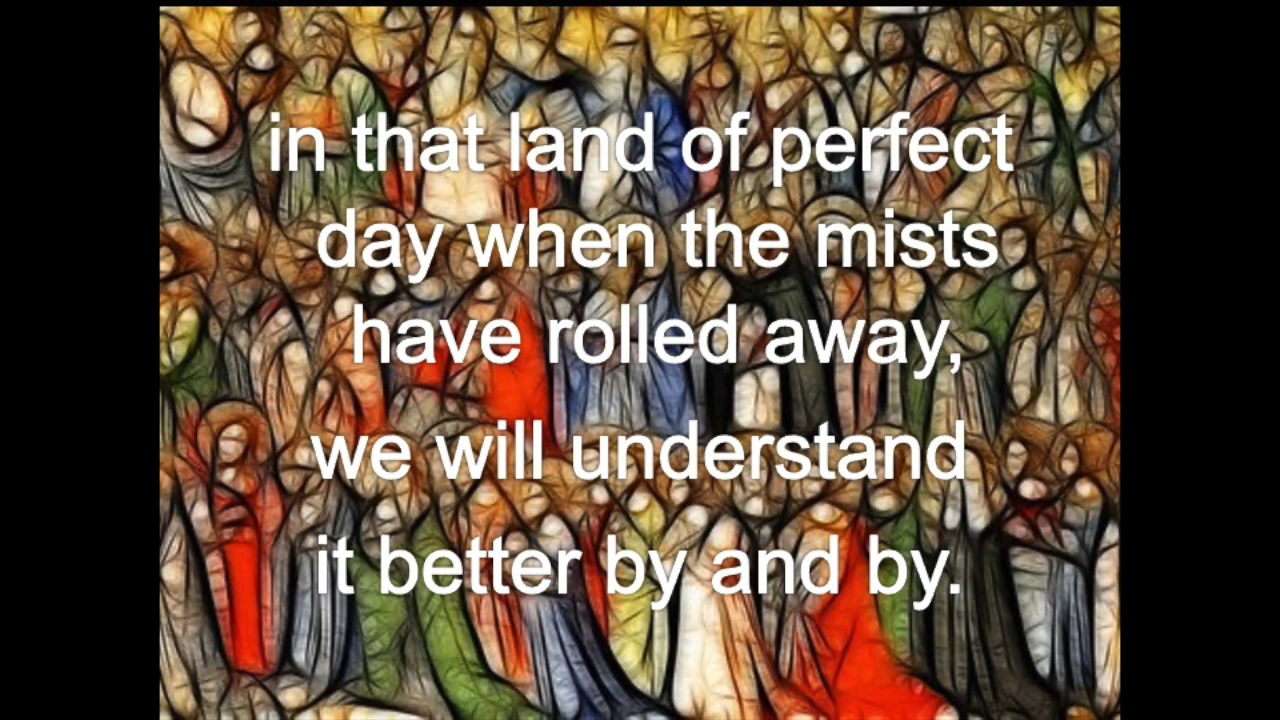 in that land of perfect
day when the mists
have rolled away,
we will understand
it better by and by.